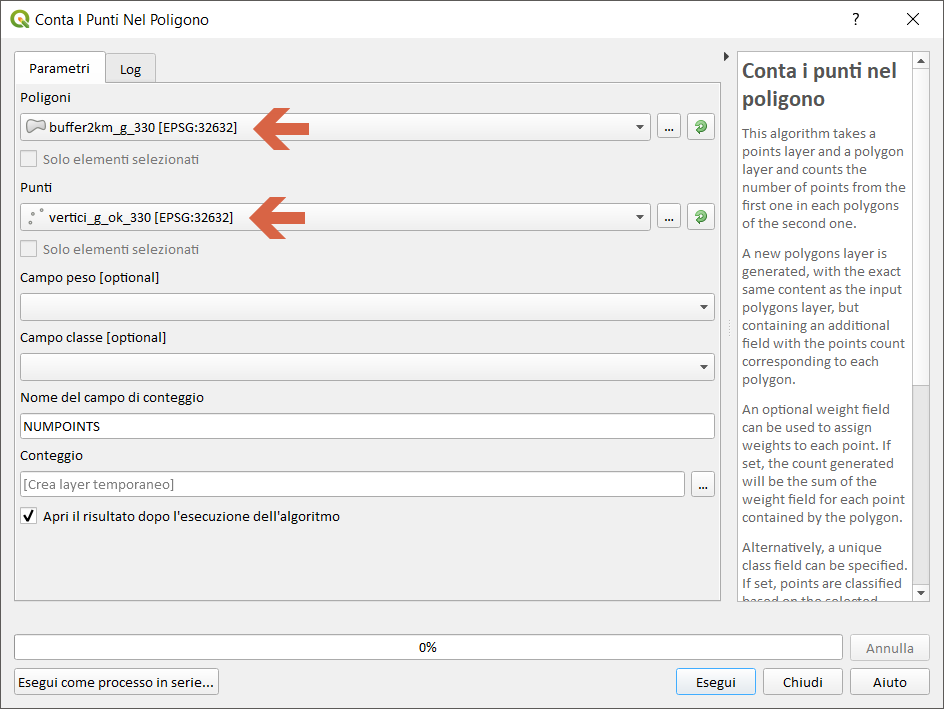 Conta I Punti Nel Poligono
?
Parametri
Log
Poligoni
buffer2km_g_330 [EPSG:32632]
...
Solo elementi selezionati
Punti
vertici_g_ok_330 [EPSG:32632]
...
Solo elementi selezionati
Campo peso [optional]
Campo classe [optional]
Nome del campo di conteggio
NUMPOINTS
Conteggio
[Crea layer temporaneo]
...
Apri il risultato dopo l'esecuzione dell'algoritmo
Conta i punti nel
poligono
This algorithm takes a
points layer and a polygon
layer and counts the
number of points from the
first one in each polygons
of the second one.
A new polygons layer is
generated, with the exact
same content as the input
polygons layer, but
containing an additional
field with the points count
corresponding to each
polygon.
An optional weight field
can be used to assign
weights to each point. If
set, the count generated
will be the sum of the
weight field for each point
contained by the polygon.
Alternatively, a unique
class field can be specified.
If set, points are classified
based on the selected
0%
Annulla
Esegui come processo in serie...
Esegui
Chiudi
Aiuto